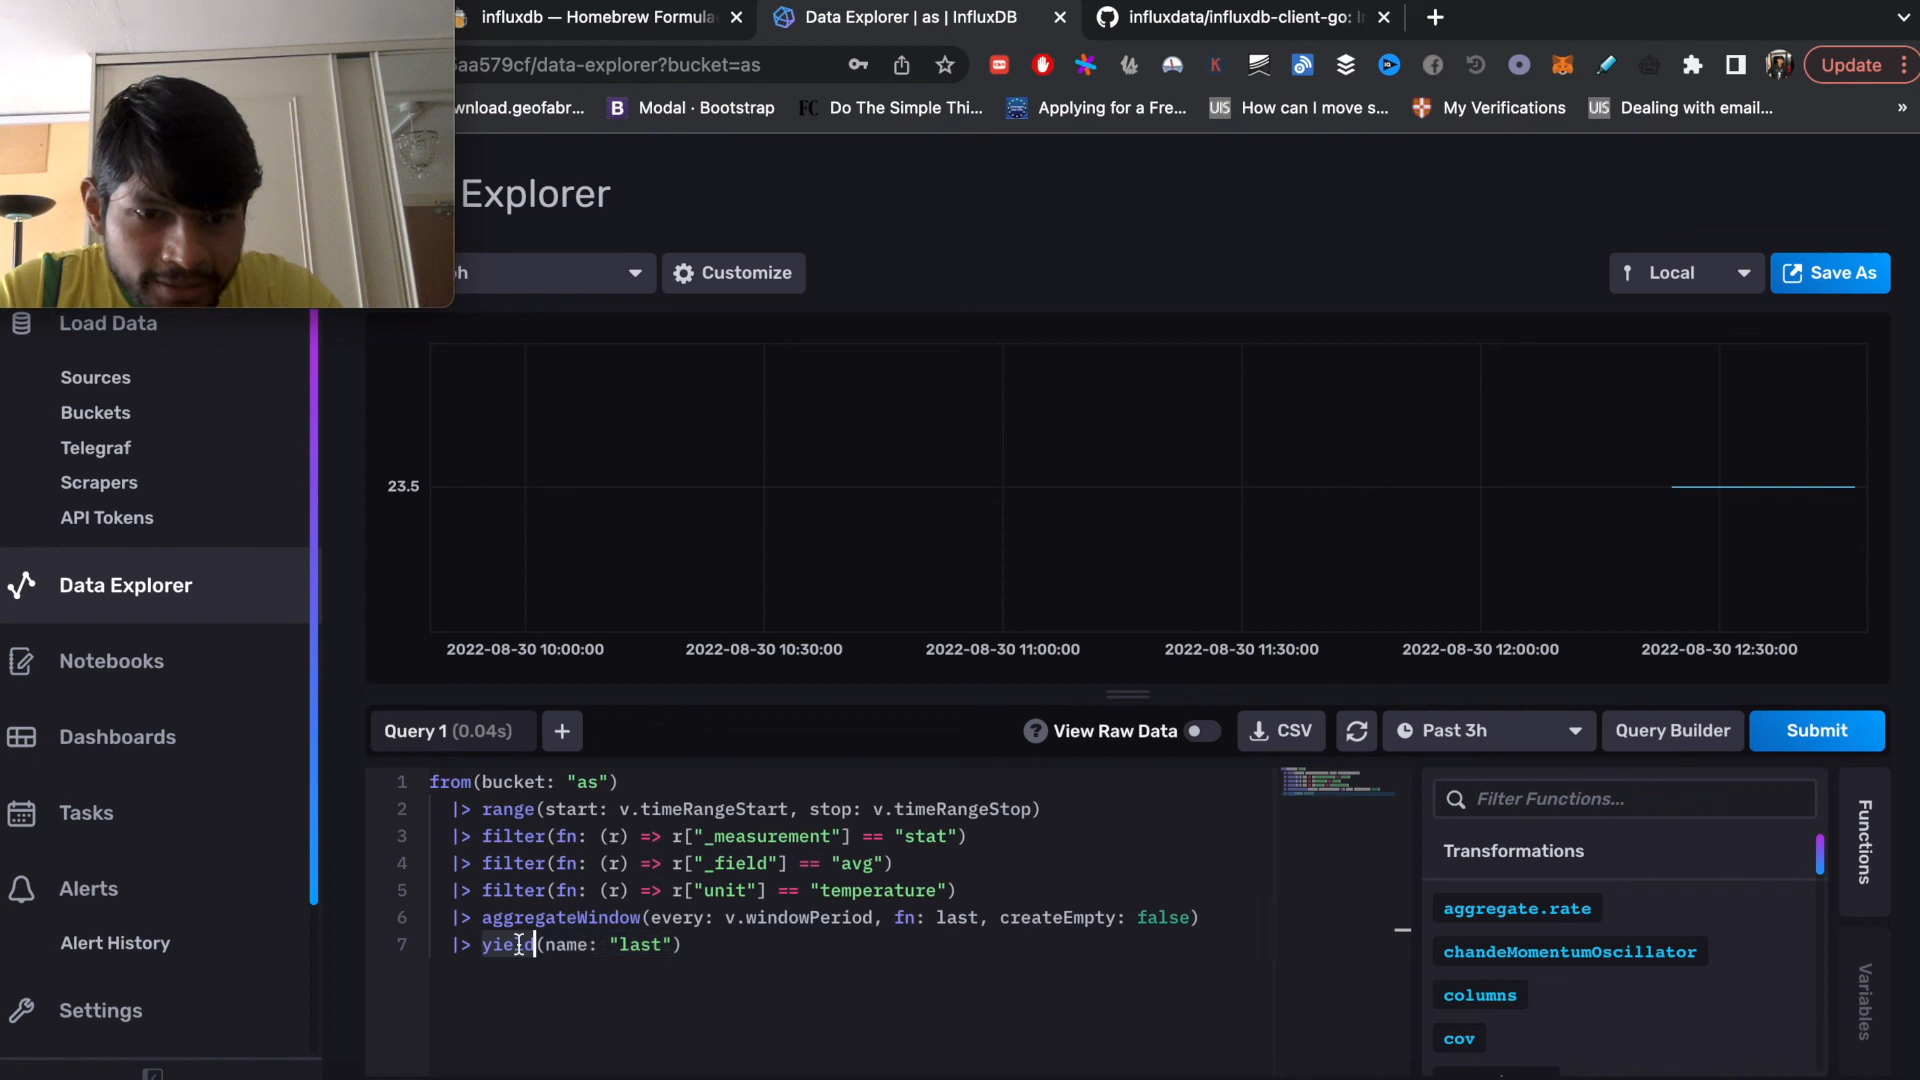 influxdb — Homebrew Formula
Data Explorer | as | InfluxDB
influxdata/influxdb-client-go: I
5aa579cf/data-explorer?bucket=as
Update
wnload.geofabr...
Modal · Bootstrap
FC Do The Simple Thi...
Applying for a Fre...
UIS How can I move s...
My Verifications
UIS Dealing with email...
»
Explorer
ph
Customize
Local
Save As
Load Data
Sources
Buckets
Telegraf
Scrapers
API Tokens
Data Explorer
Notebooks
Dashboards
Tasks
Alerts
Alert History
Settings
23.5
2022-08-30 10:00:00
2022-08-30 10:30:00
2022-08-30 11:00:00
2022-08-30 11:30:00
2022-08-30 12:00:00
2022-08-30 12:30:00
Query 1 (0.04s)
View Raw Data
CSV
Past 3h
Query Builder
Submit
1 from(bucket: "as")
2 |> range(start: v.timeRangeStart, stop: v.timeRangeStop)
3 |> filter(fn: (r) => r["_measurement"] == "stat")
4 |> filter(fn: (r) => r["_field"] == "avg")
5 |> filter(fn: (r) => r["unit"] == "temperature")
6 |> aggregateWindow(every: v.windowPeriod, fn: last, createEmpty: false)
7 |> yield(name: "last")
Filter Functions...
Transformations
aggregate.rate
chandeMomentumOscillator
columns
cov
Functions
Variables